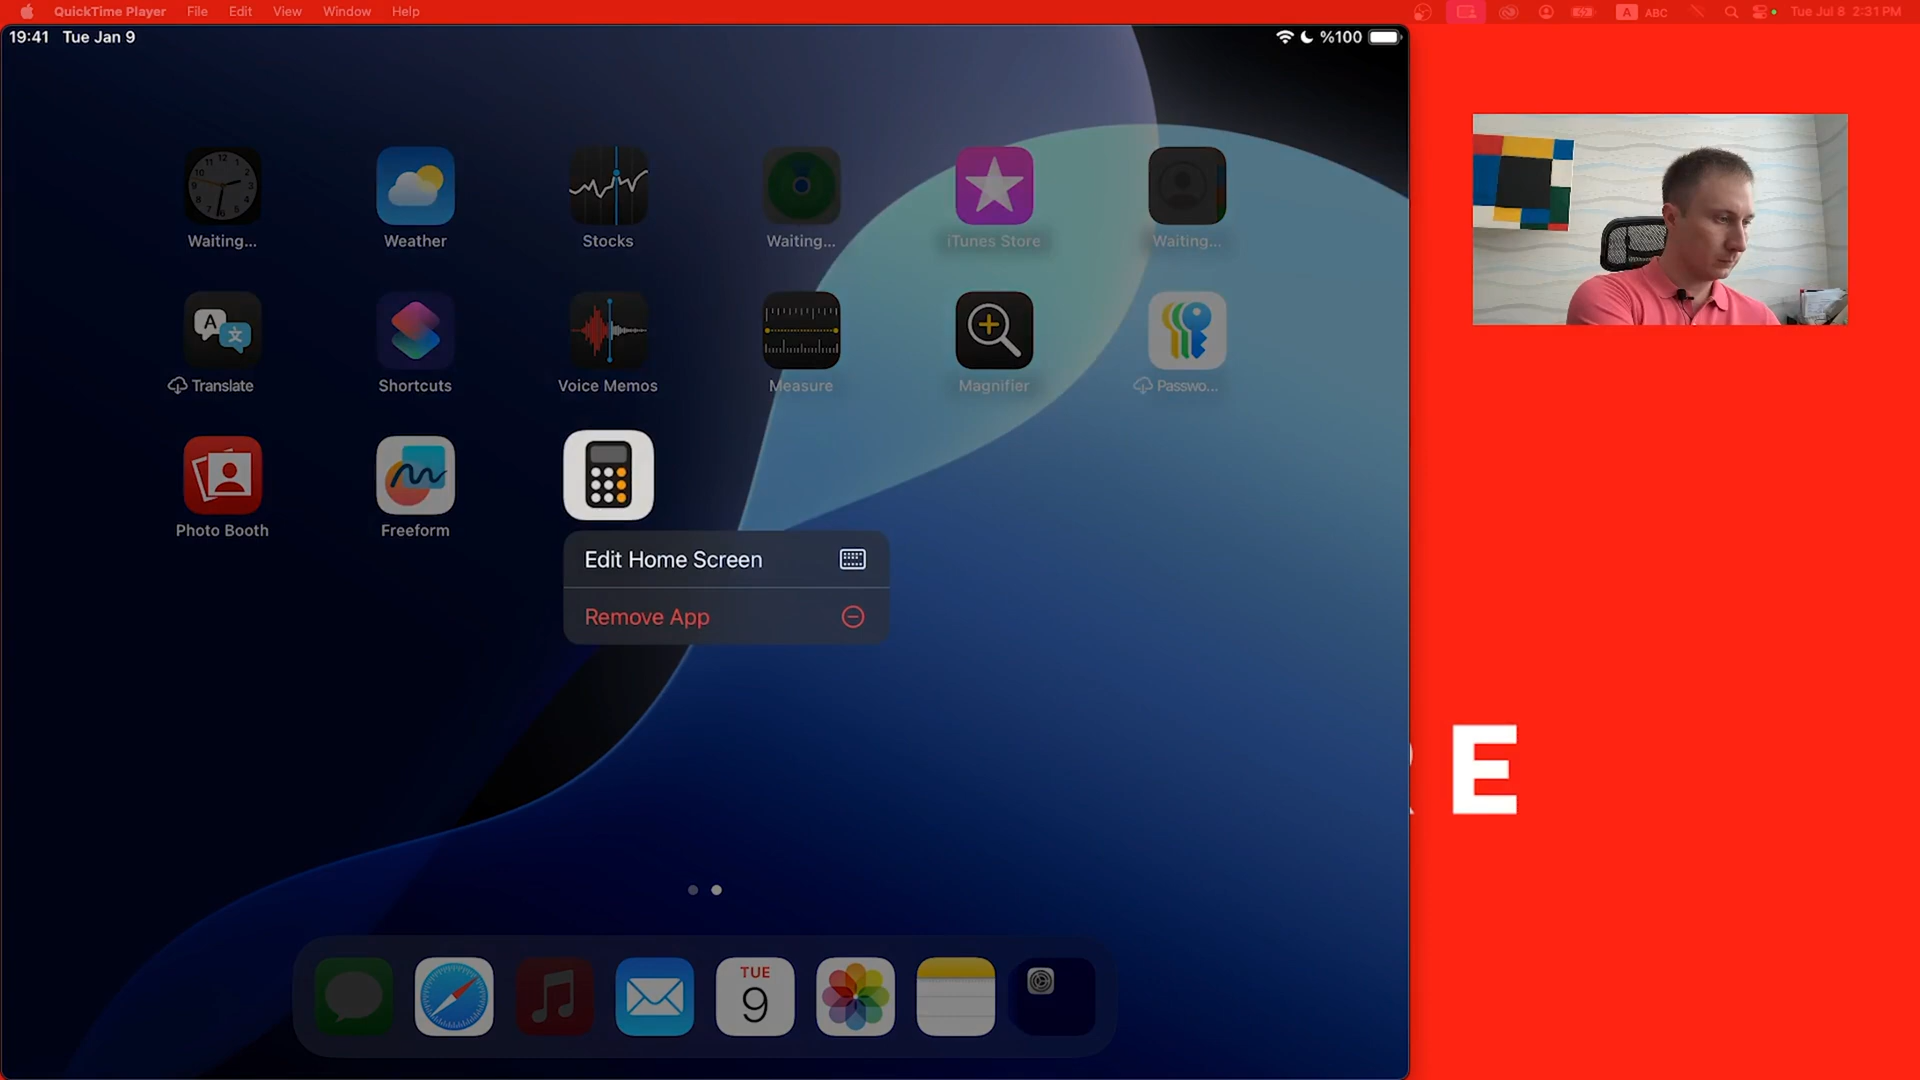 QuickTime Player File Edit View Window Help
A ABC Tue Jul 8 2:31 PM
19:41 Tue Jan 9
%100
Waiting... Weather Stocks Waiting... iTunes Store Waiting...
Translate Shortcuts Voice Memos Measure Magnifier Passwo...
Photo Booth Freeform
Edit Home Screen
Remove App
E
TUE
9